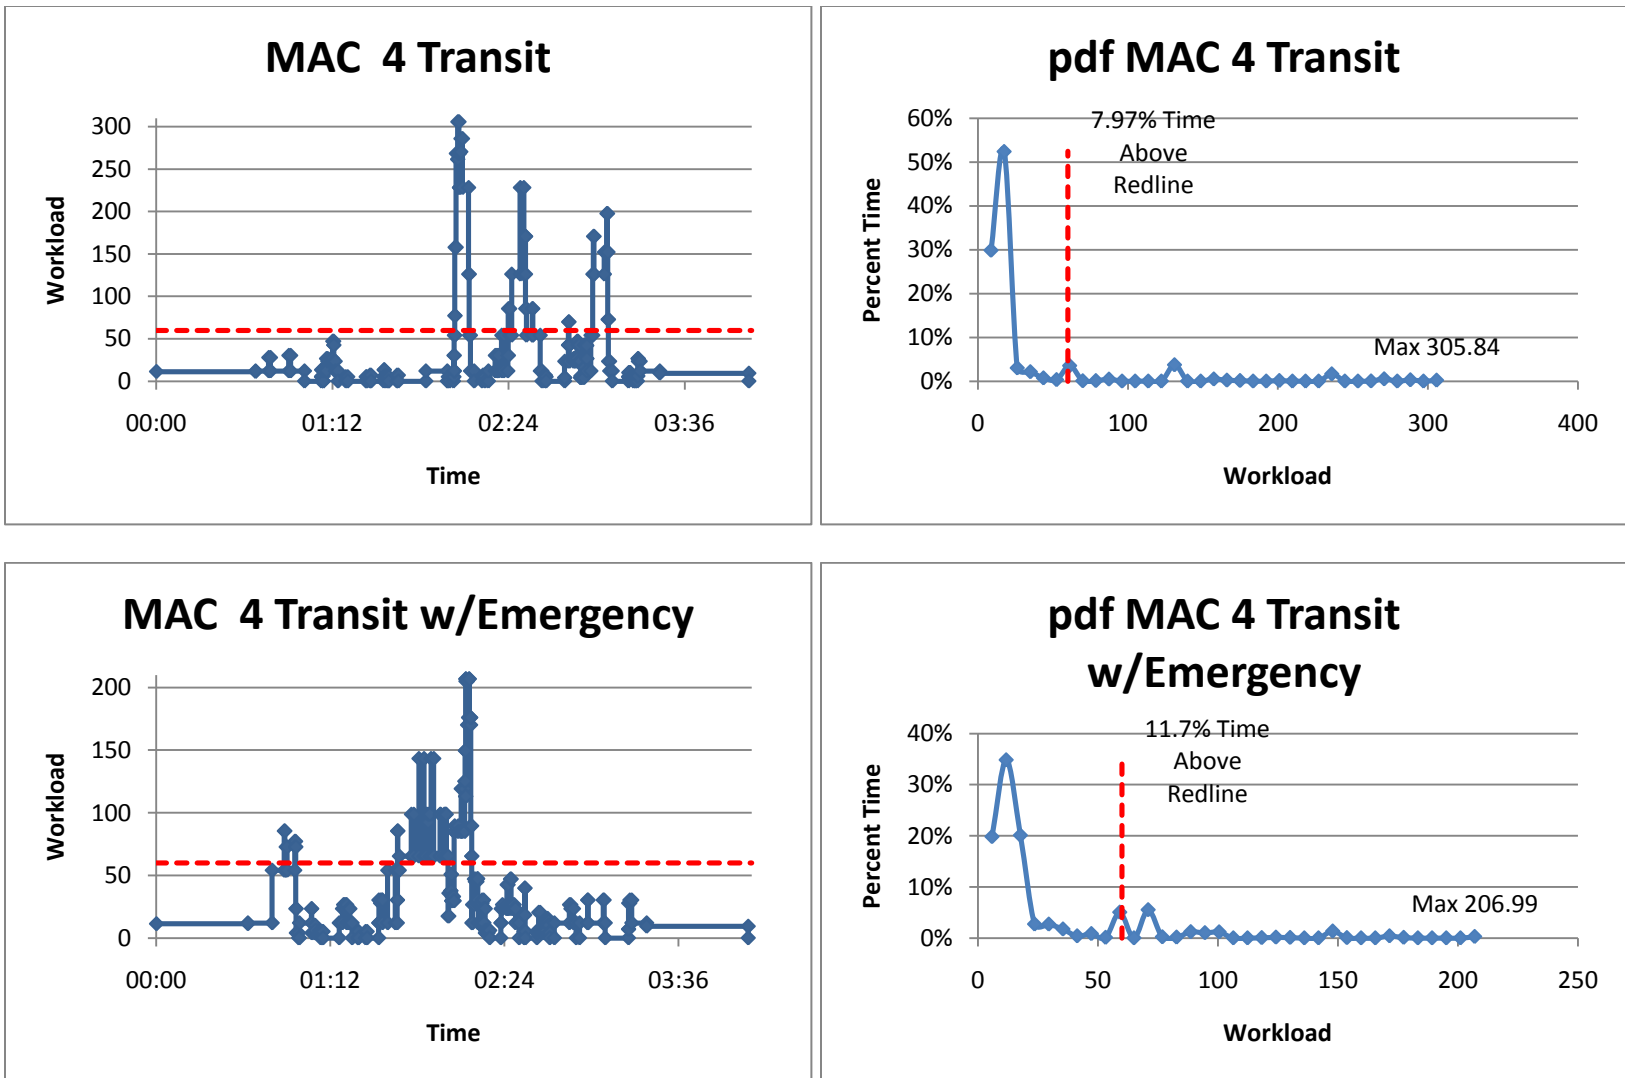 MAC  4 Transit
300
250
200
150
100
50
0
Workload
00:00
01:12
02:24
03:36
Time
pdf MAC 4 Transit
60%
50%
40%
30%
20%
10%
0%
Percent Time
7.97% Time
Above
Redline
Max 305.84
0
100
200
300
400
Workload
MAC  4 Transit w/Emergency
200
150
100
50
0
Workload
00:00
01:12
02:24
03:36
Time
pdf MAC 4 Transit
w/Emergency
40%
30%
20%
10%
0%
Percent Time
11.7% Time
Above
Redline
Max 206.99
0
50
100
150
200
250
Workload